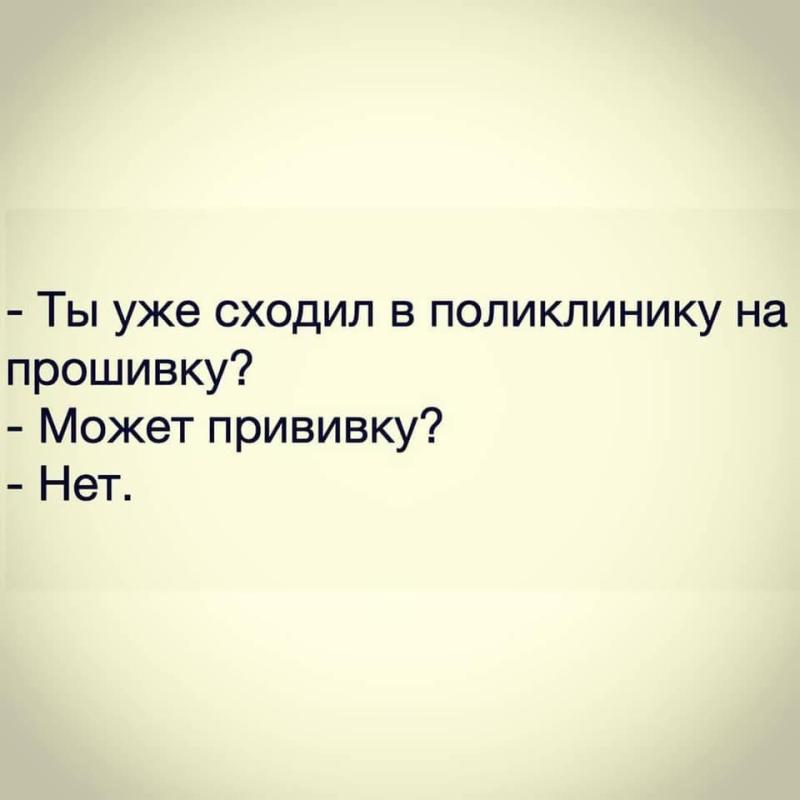 - Ты уже сходил в поликлинику на
прошивку?
- Может прививку?
- Нет.